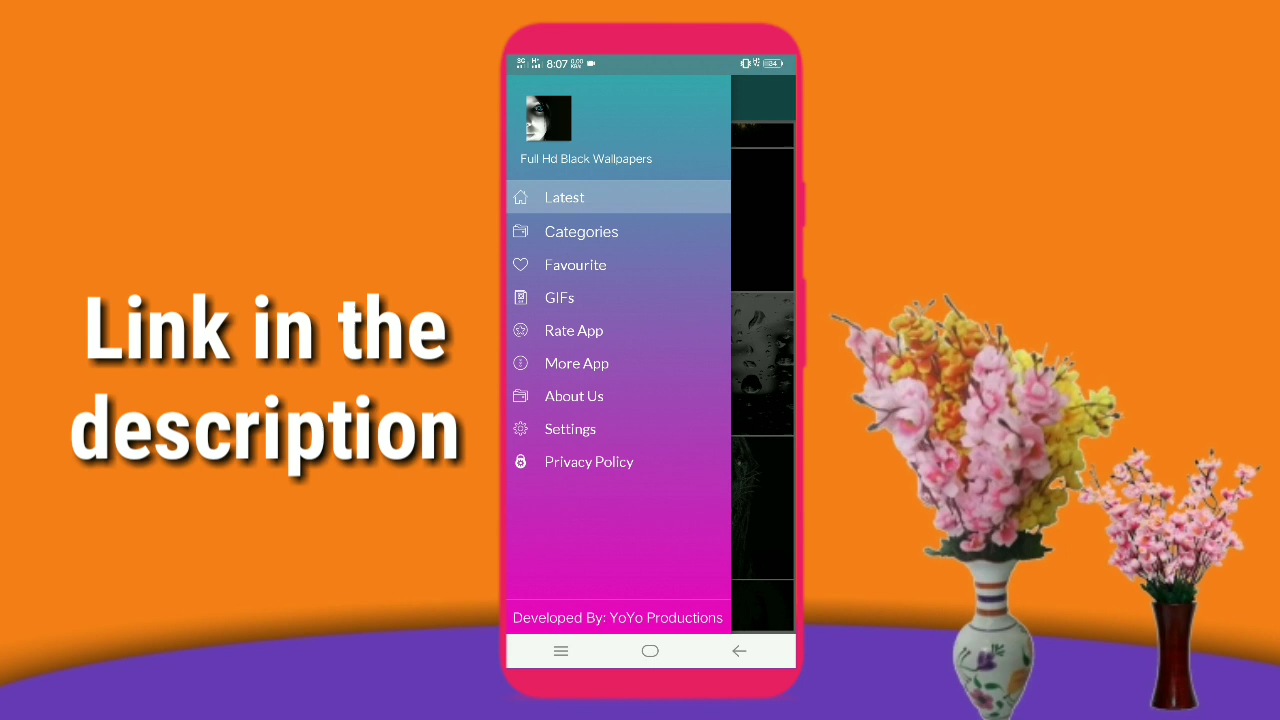 Link in the
description
3G H+ 8:07
Full Hd Black Wallpapers
Latest
Categories
Favourite
GIFs
Rate App
More App
About Us
Settings
Privacy Policy
Developed By: YoYo Productions